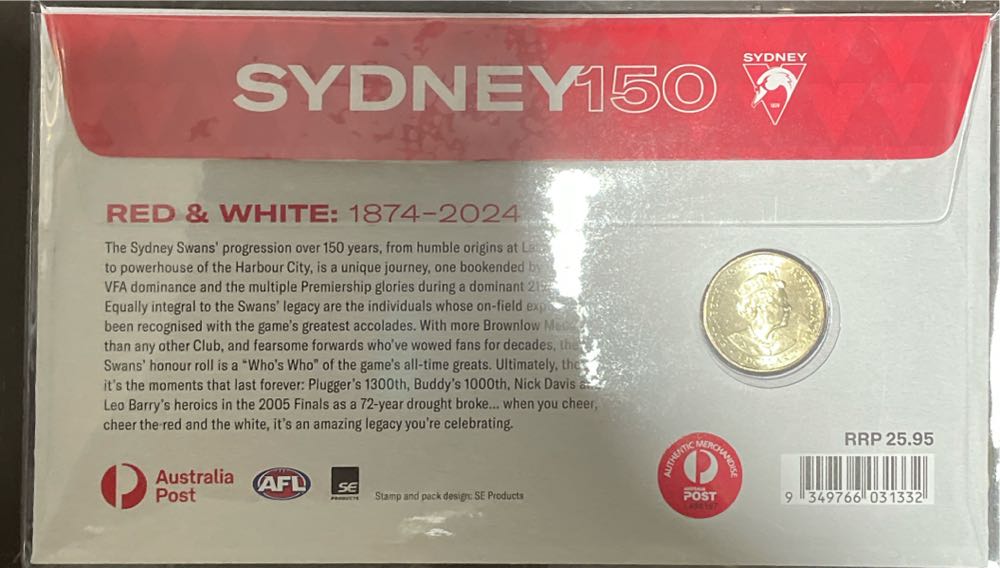 SYDNEY150
SYDNEY
RED & WHITE: 1874-2024
The Sydney Swans' progression over 150 years, from humble origins at
to powerhouse of the Harbour City, is a unique journey, one bookended by
VFA dominance and the multiple Premiership glories during a dominant
Equally integral to the Swans' legacy are the individuals whose on-field
been recognised with the game's greatest accolades. With more Brownlow
than any other Club, and fearsome forwards who've wowed fans for decades, the
Swans' honour roll is a "Who's Who" of the game's all-time greats. Ultimately,
it's the moments that last forever: Plugger's 1300th, Buddy's 1000th, Nick Davis
Leo Barry's heroics in the 2005 Finals as a 72-year drought broke... when you cheer,
cheer the red and the white, it's an amazing legacy you're celebrating.
RRP 25.95
Australia
Post
AFL
SE
PRODUCTS
Stamp and pack design: SE Products
AUTHENTIC MERCHANDISE
AUSTRALIA
POST
9 349766 031332